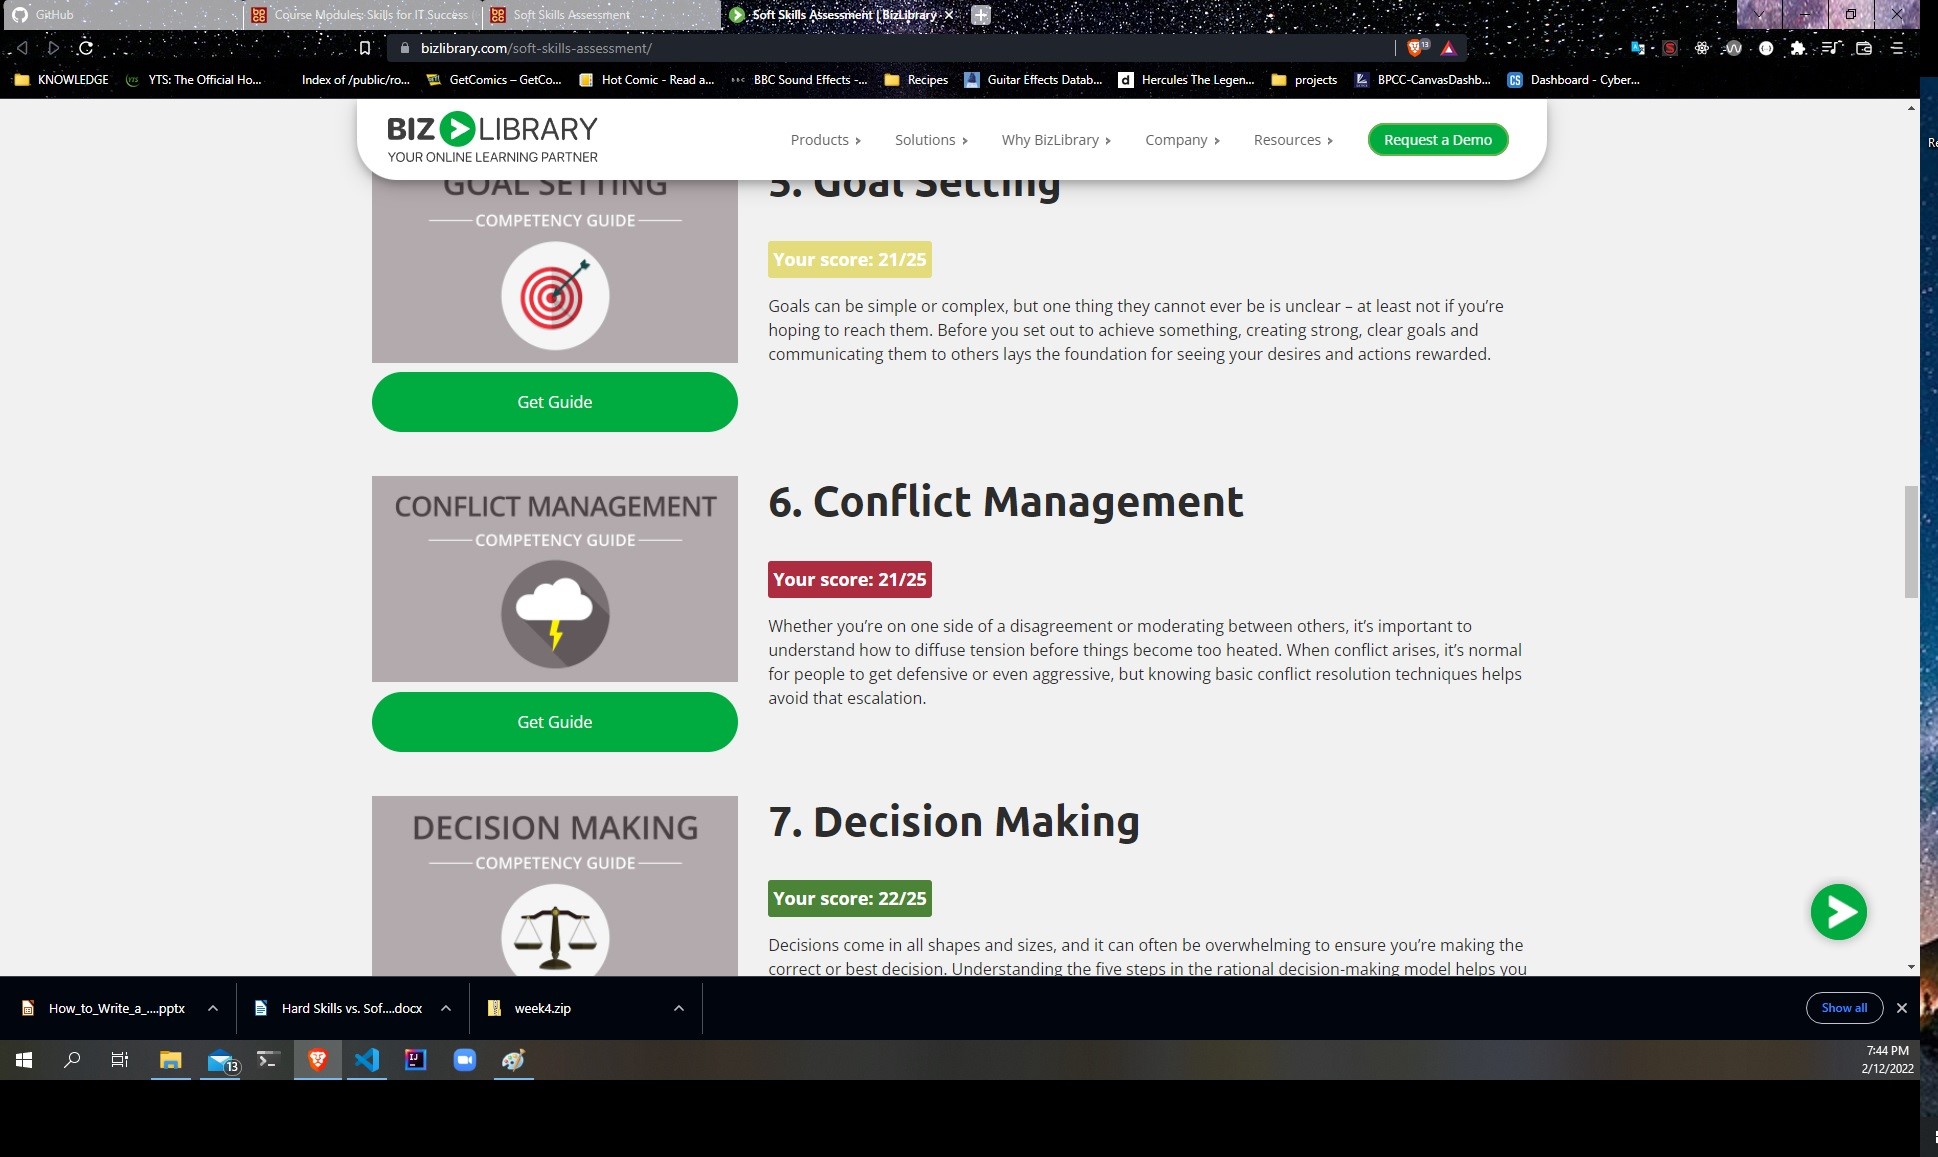 GitHub
Course Modules: Skills for IT Success
Soft Skills Assessment
Soft Skills Assessment | BizLibrary
bizlibrary.com/soft-skills-assessment/
13
KNOWLEDGE
YTS: The Official Ho...
Index of /public/ro...
GetComics – GetCo...
Hot Comic - Read a...
BBC Sound Effects -...
Recipes
Guitar Effects Datab...
Hercules The Legen...
projects
BPCC-CanvasDashb...
Dashboard - Cyber...
BIZ LIBRARY
YOUR ONLINE LEARNING PARTNER
Products
Solutions
Why BizLibrary
Company
Resources
Request a Demo
GOAL SETTING
COMPETENCY GUIDE
Get Guide
5. Goal Setting
Your score: 21/25
Goals can be simple or complex, but one thing they cannot ever be is unclear – at least not if you’re
hoping to reach them. Before you set out to achieve something, creating strong, clear goals and
communicating them to others lays the foundation for seeing your desires and actions rewarded.
CONFLICT MANAGEMENT
COMPETENCY GUIDE
Get Guide
6. Conflict Management
Your score: 21/25
Whether you’re on one side of a disagreement or moderating between others, it’s important to
understand how to diffuse tension before things become too heated. When conflict arises, it’s normal
for people to get defensive or even aggressive, but knowing basic conflict resolution techniques helps
avoid that escalation.
DECISION MAKING
COMPETENCY GUIDE
7. Decision Making
Your score: 22/25
Decisions come in all shapes and sizes, and it can often be overwhelming to ensure you’re making the
correct or best decision. Understanding the five steps in the rational decision-making model helps you
How_to_Write_a_....pptx
Hard Skills vs. Sof....docx
week4.zip
Show all
13
7:44 PM
2/12/2022